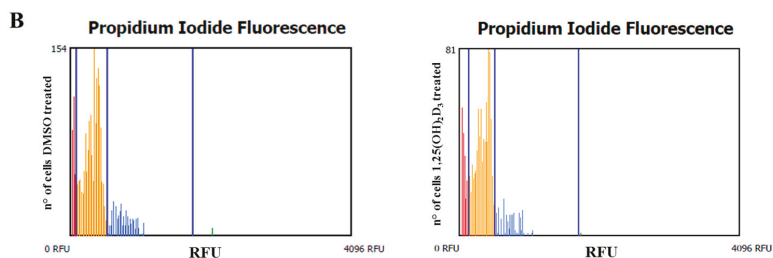 B
Propidium Iodide Fluorescence
154
n° of cells DMSO treated
0 RFU
RFU
4096 RFU
Propidium Iodide Fluorescence
81
n° of cells 1,25(OH)₂D₃ treated
0 RFU
RFU
4096 RFU